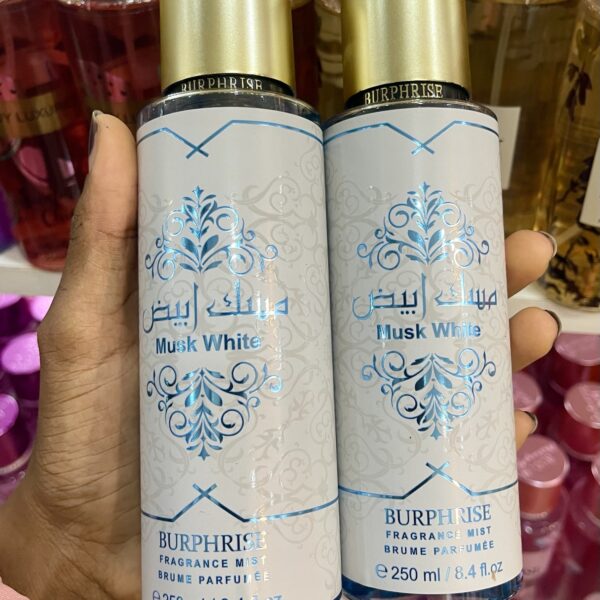 BURPHRISE
مسك ابيض
Musk White
BURPHRISE
FRAGRANCE MIST
BRUME PARFUMÉE
BURPHRISE
مسك ابيض
Musk White
BURPHRISE
FRAGRANCE MIST
BRUME PARFUMÉE
e 250 ml / 8.4 fl.oz